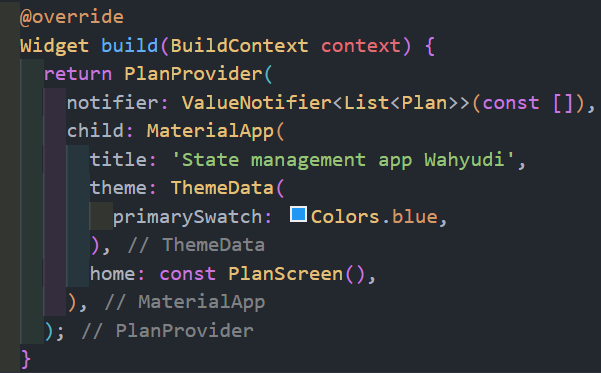 @override
Widget build(BuildContext context) {
  return PlanProvider(
    notifier: ValueNotifier<List<Plan>>(const []),
    child: MaterialApp(
      title: 'State management app Wahyudi',
      theme: ThemeData(
        primarySwatch: Colors.blue,
      ), // ThemeData
      home: const PlanScreen(),
    ), // MaterialApp
  ); // PlanProvider
}